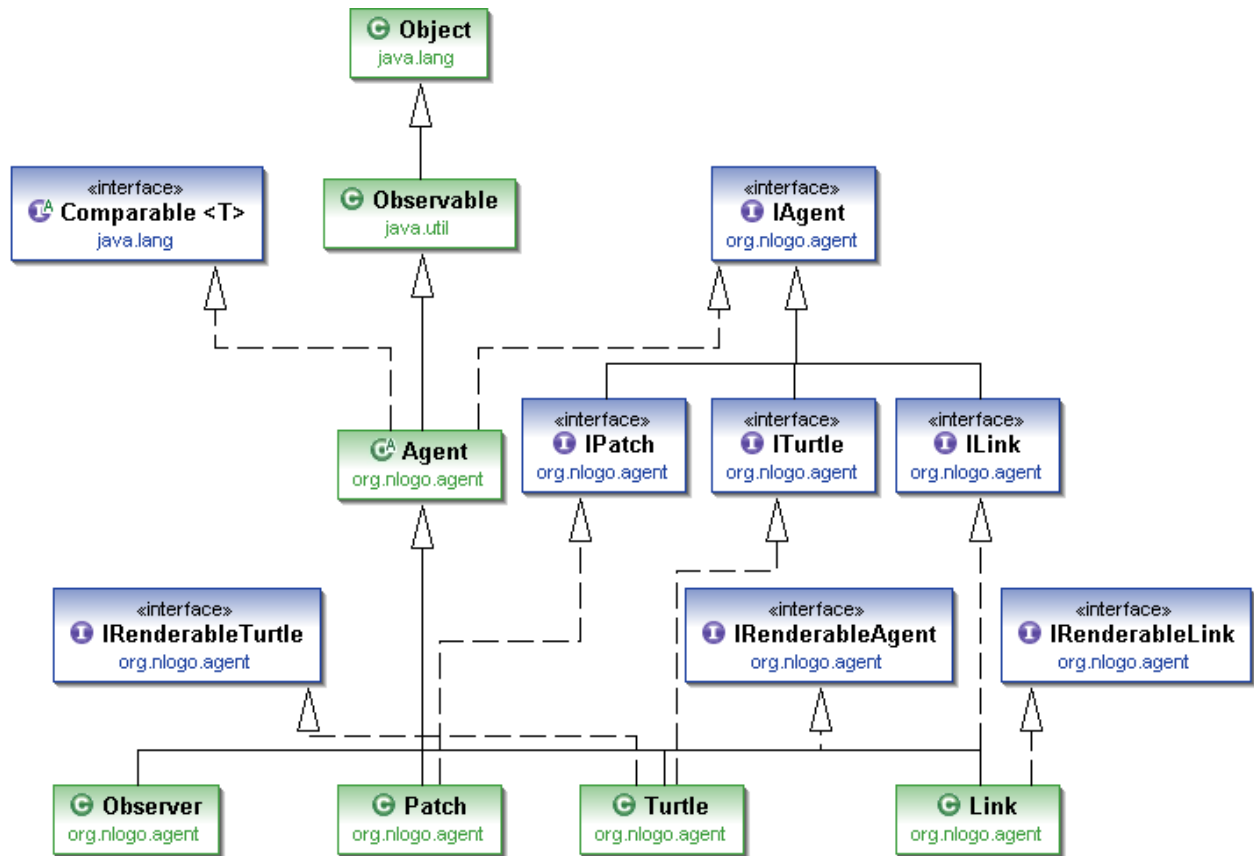 Object
java.lang
«interface»
Comparable <T>
java.lang
Observable
java.util
«interface»
IAgent
org.nlogo.agent
Agent
org.nlogo.agent
«interface»
IPatch
org.nlogo.agent
«interface»
ITurtle
org.nlogo.agent
«interface»
ILink
org.nlogo.agent
«interface»
IRenderableTurtle
org.nlogo.agent
«interface»
IRenderableAgent
org.nlogo.agent
«interface»
IRenderableLink
org.nlogo.agent
Observer
org.nlogo.agent
Patch
org.nlogo.agent
Turtle
org.nlogo.agent
Link
org.nlogo.agent